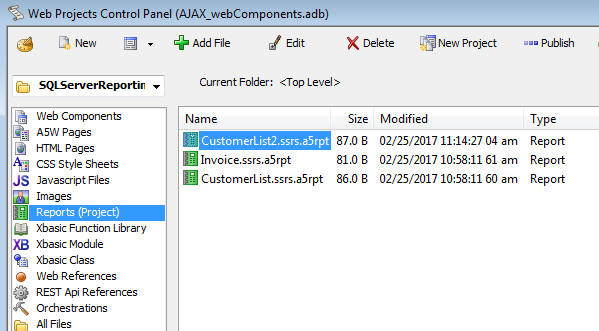 Web Projects Control Panel (AJAX_webComponents.adb)
New Add File Edit Delete New Project Publish
SQLServerReportin Current Folder: <Top Level>
Name Size Modified Type
CustomerList2.ssrs.a5rpt 87.0 B 02/25/2017 11:14:27 04 am Report
Invoice.ssrs.a5rpt 81.0 B 02/25/2017 10:58:11 61 am Report
CustomerList.ssrs.a5rpt 86.0 B 02/25/2017 10:58:11 60 am Report
Web Components
A5W Pages
HTML Pages
CSS Style Sheets
JS Javascript Files
Images
Reports (Project)
Xbasic Function Library
XB Xbasic Module
Xbasic Class
Web References
REST Api References
Orchestrations
All Files